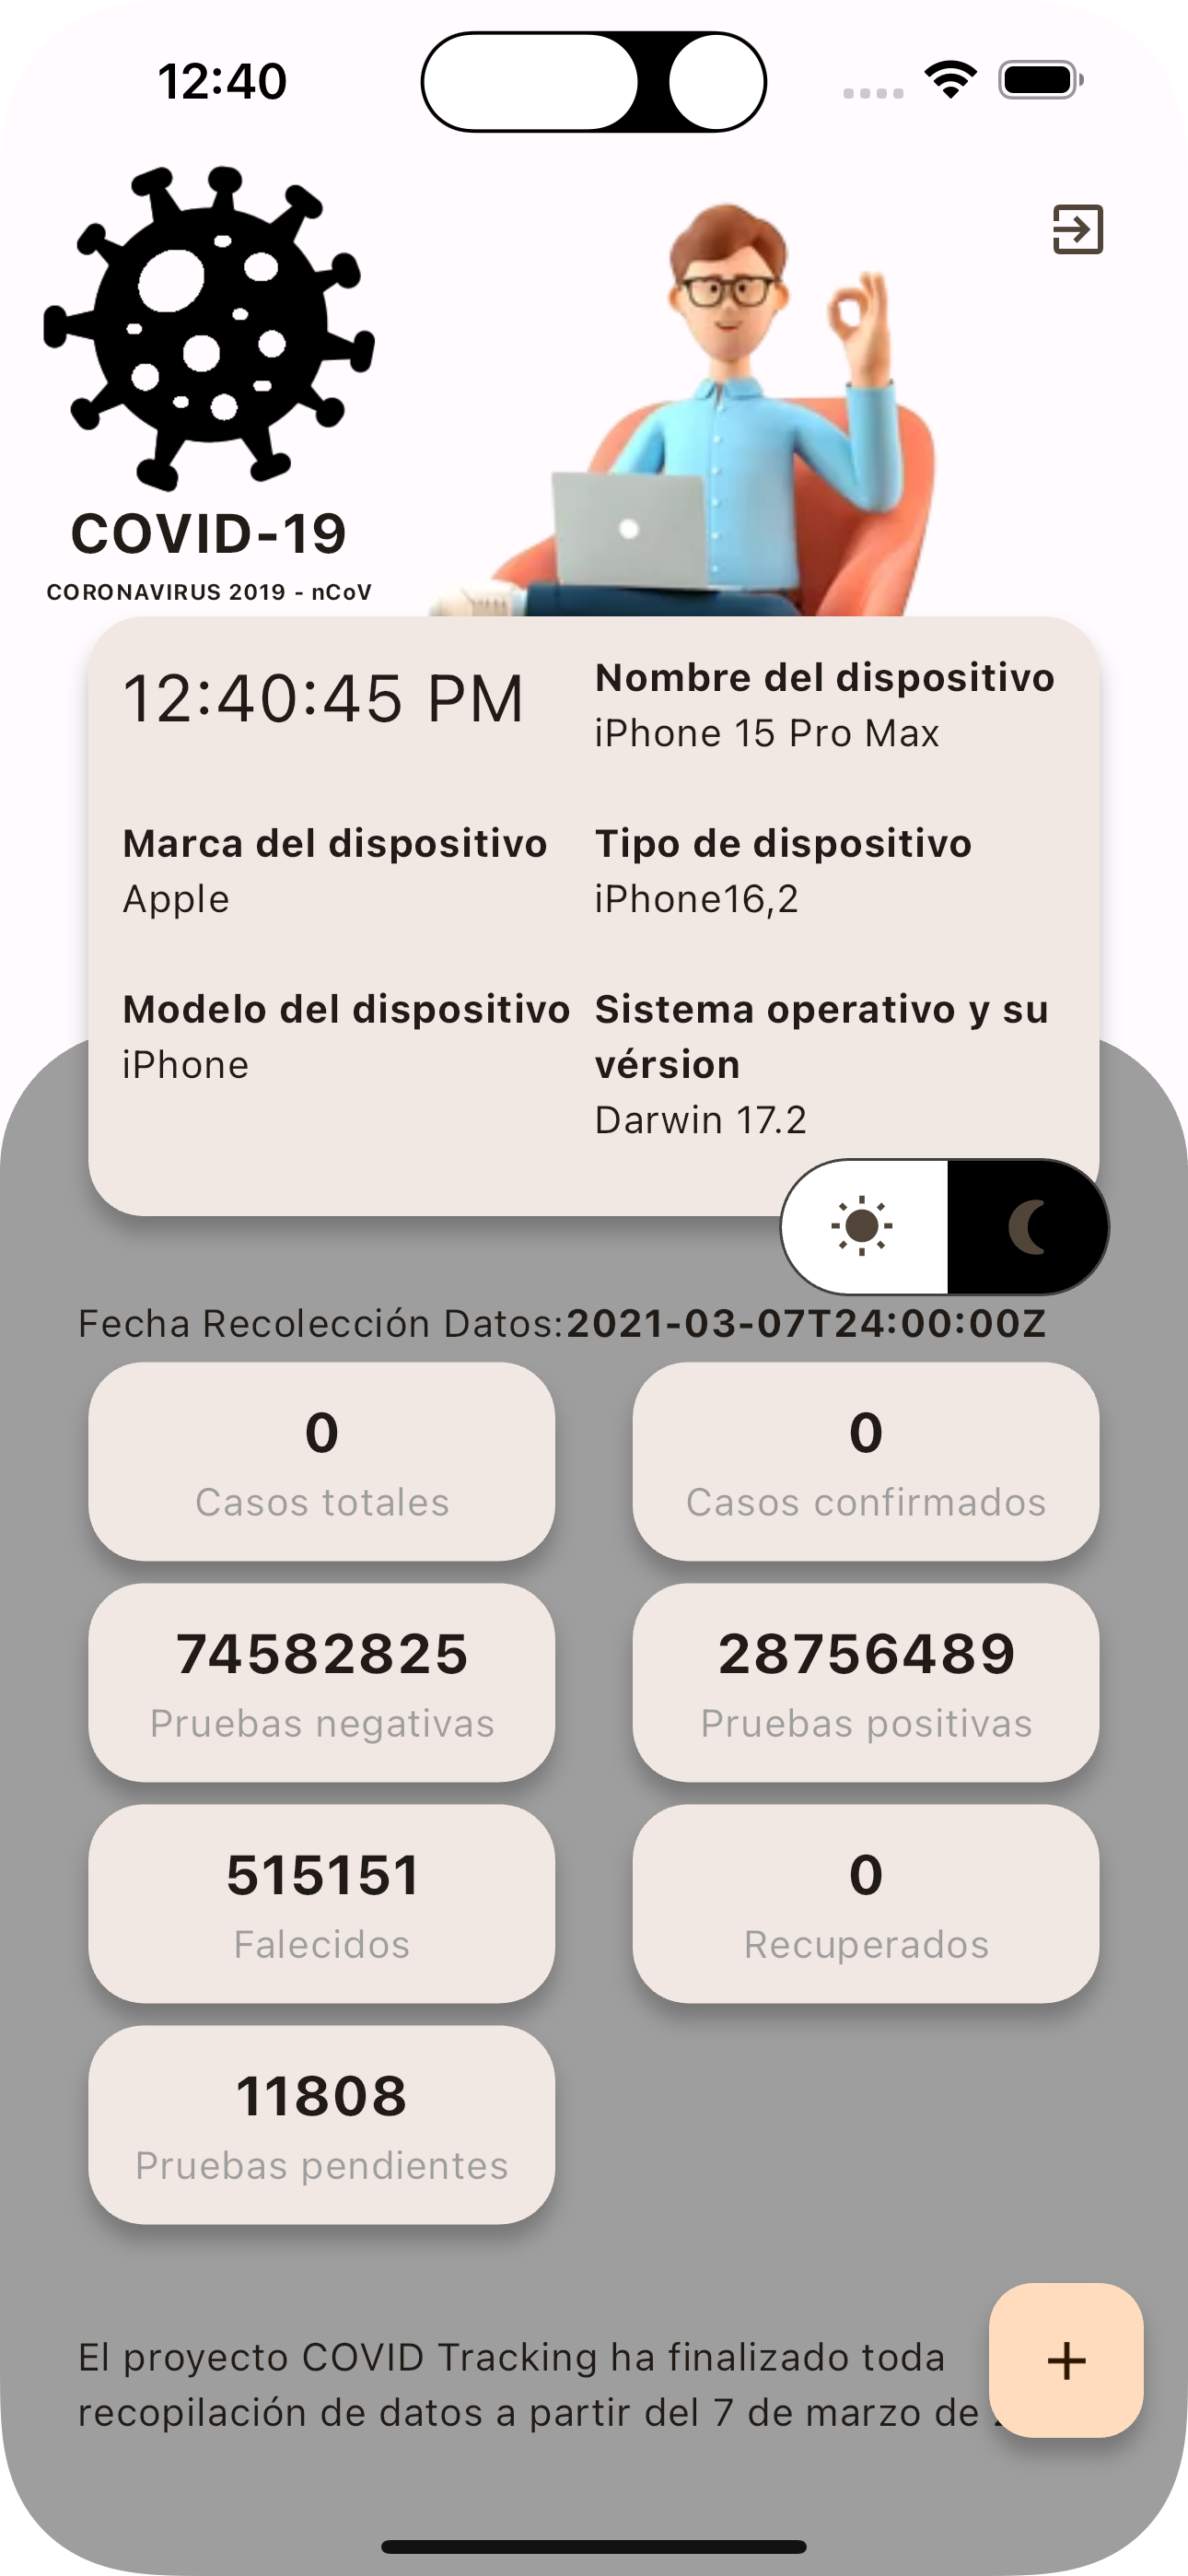 12:40
COVID-19
CORONAVIRUS 2019 - nCoV
12:40:45 PM
Nombre del dispositivo
iPhone 15 Pro Max
Marca del dispositivo
Apple
Tipo de dispositivo
iPhone16,2
Modelo del dispositivo
iPhone
Sistema operativo y su
vérsion
Darwin 17.2
Fecha Recolección Datos:2021-03-07T24:00:00Z
0
Casos totales
0
Casos confirmados
74582825
Pruebas negativas
28756489
Pruebas positivas
515151
Falecidos
0
Recuperados
11808
Pruebas pendientes
El proyecto COVID Tracking ha finalizado toda
recopilación de datos a partir del 7 de marzo de
+